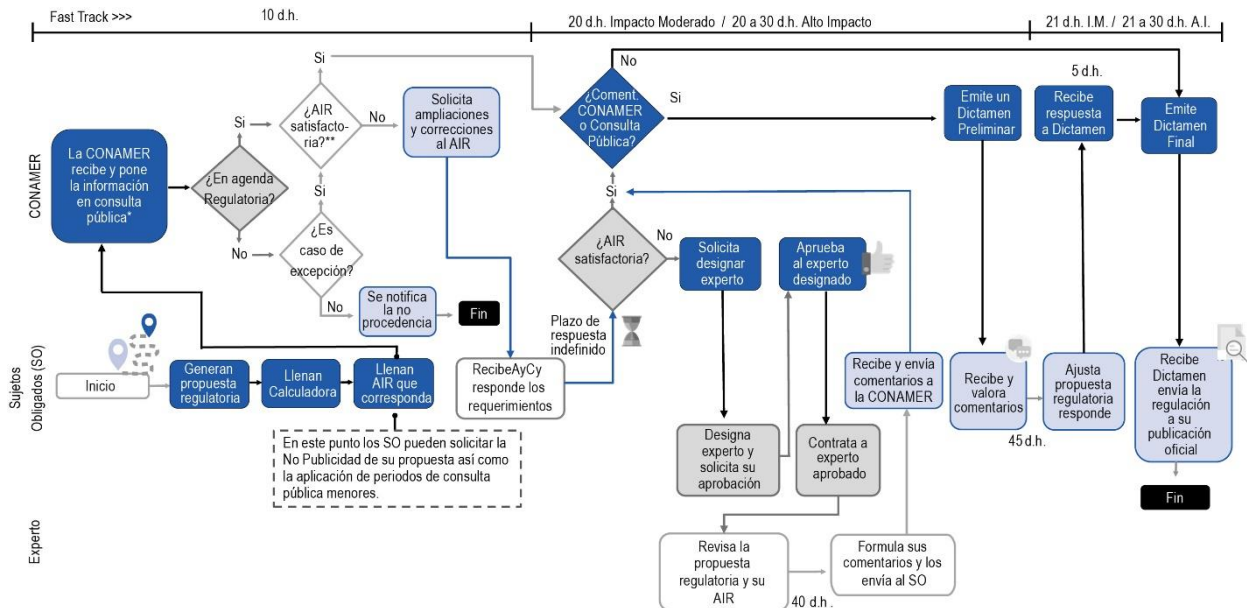 Fast Track >>>
10 d.h.
20 d.h. Impacto Moderado / 20 a 30 d.h. Alto Impacto
21 d.h. I.M. / 21 a 30 d.h. A.I.
CONAMER
La CONAMER
recibe y pone
la información
en consulta
pública*
¿En agenda
Regulatoria?
Si
No
¿AIR
satisfacto-
ria?**
Si
No
¿Es
caso de
excepción?
Si
No
Se notifica
la no
procedencia
Fin
Solicita
ampliaciones
y correcciones
al AIR
¿Coment.
CONAMER
o Consulta
Pública?
No
Si
Si
¿AIR
satisfactoria?
No
Solicita
designar
experto
Aprueba
al experto
designado
Emite un
Dictamen
Preliminar
5 d.h.
Recibe
respuesta
a Dictamen
Emite
Dictamen
Final
Sujetos
Obligados (SO)
Inicio
Generan
propuesta
regulatoria
Llenan
Calculadora
Llenan
AIR que
corresponda
En este punto los SO pueden solicitar la
No Publicidad de su propuesta así como
la aplicación de periodos de consulta
pública menores.
RecibeAyCy
responde los
requerimientos
Plazo de
respuesta
indefinido
Designa
experto y
solicita su
aprobación
Contrata a
experto
aprobado
Recibe y envía
comentarios a
la CONAMER
Recibe y
valora
comentarios
45 d.h.
Ajusta
propuesta
regulatoria
responde
Recibe
Dictamen
envía la
regulación
a su
publicación
oficial
Fin
Experto
Revisa la
propuesta
regulatoria y su
AIR
40 d.h.
Formula sus
comentarios y los
envía al SO